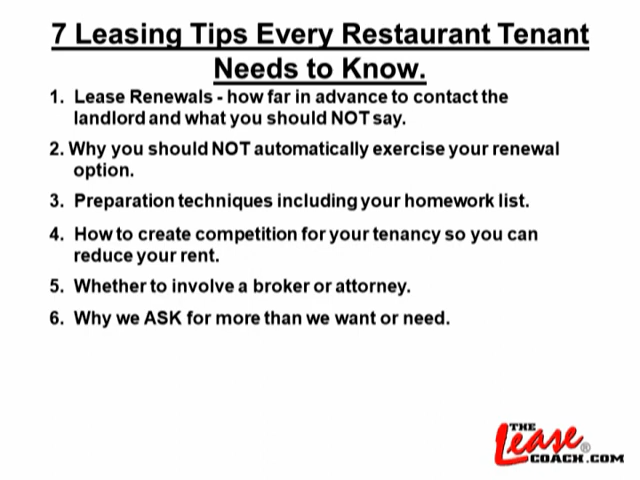 7 Leasing Tips Every Restaurant Tenant
Needs to Know.
1. Lease Renewals - how far in advance to contact the
landlord and what you should NOT say.
2. Why you should NOT automatically exercise your renewal
option.
3. Preparation techniques including your homework list.
4. How to create competition for your tenancy so you can
reduce your rent.
5. Whether to involve a broker or attorney.
6. Why we ASK for more than we want or need.
THE
Lease®
COACH.COM